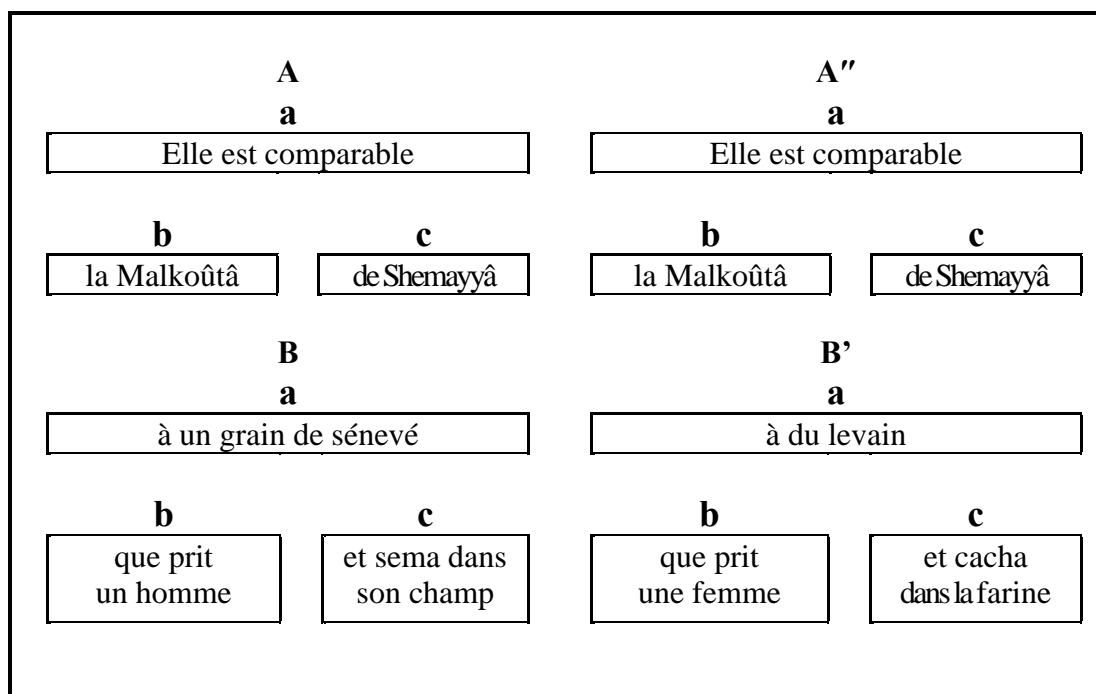 A A″
a a
Elle est comparable Elle est comparable
b c b c
la Malkoûtâ de Shemayyâ la Malkoûtâ de Shemayyâ
B B’
a a
à un grain de sénevé à du levain
b c b c
que prit et sema dans que prit et cacha
un homme son champ une femme dans la farine